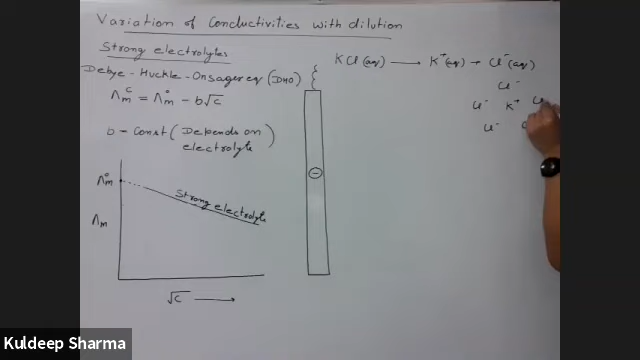 Variation of Conductivities with dilution
Strong electrolytes
Debye-Huckle-Onsager eq (DHO)
Λm^c = Λm° - b√c
b - Const (Depends on
electrolyte)
Λm°
Λm
Strong electrolyte
√c
-
KCl (aq) ⟶ K⁺(aq) + Cl⁻(aq)
Cl⁻
Cl⁻ K⁺ Cl
Cl⁻
Kuldeep Sharma